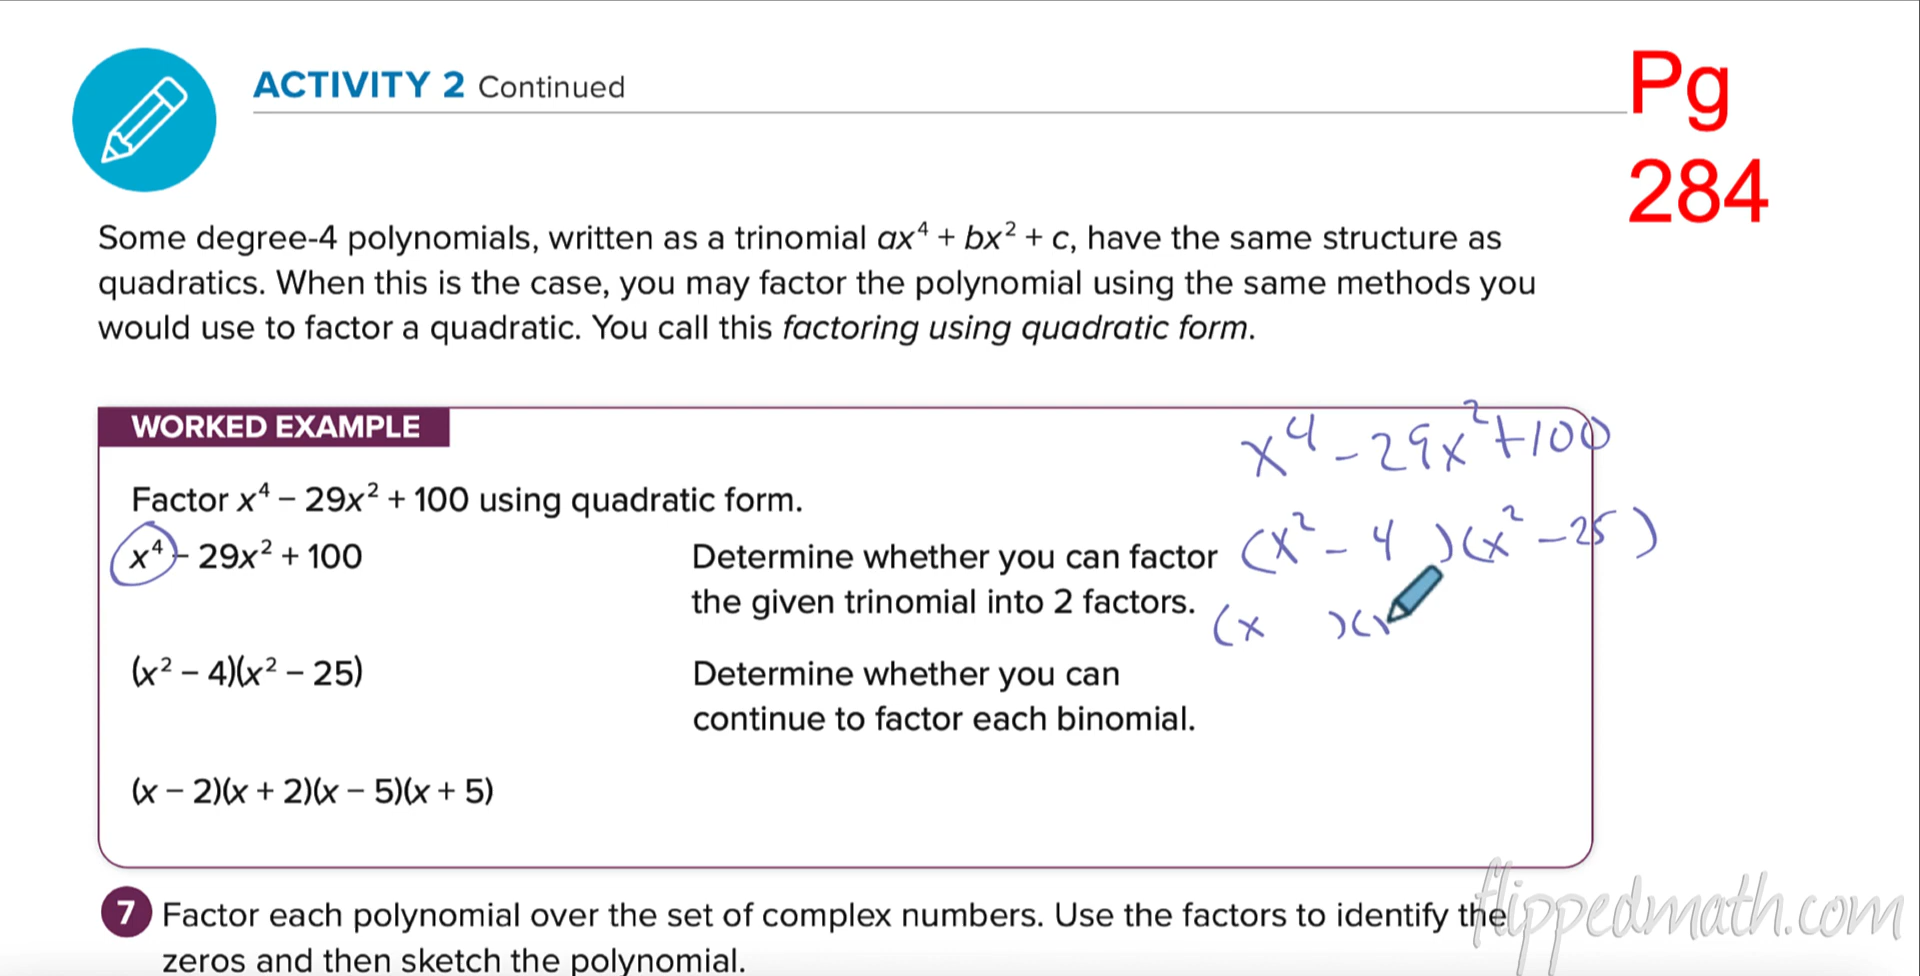 ACTIVITY 2 Continued
Pg
284
Some degree-4 polynomials, written as a trinomial ax⁴ + bx² + c, have the same structure as
quadratics. When this is the case, you may factor the polynomial using the same methods you
would use to factor a quadratic. You call this factoring using quadratic form.
WORKED EXAMPLE
Factor x⁴ – 29x² + 100 using quadratic form.
x⁴ – 29x² + 100
Determine whether you can factor
the given trinomial into 2 factors.
(x² – 4)(x² – 25)
Determine whether you can
continue to factor each binomial.
(x – 2)(x + 2)(x – 5)(x + 5)
x⁴ – 29x² + 100
(x² – 4 )(x² – 25 )
(x )(
7 Factor each polynomial over the set of complex numbers. Use the factors to identify the
zeros and then sketch the polynomial.
flippedmath.com